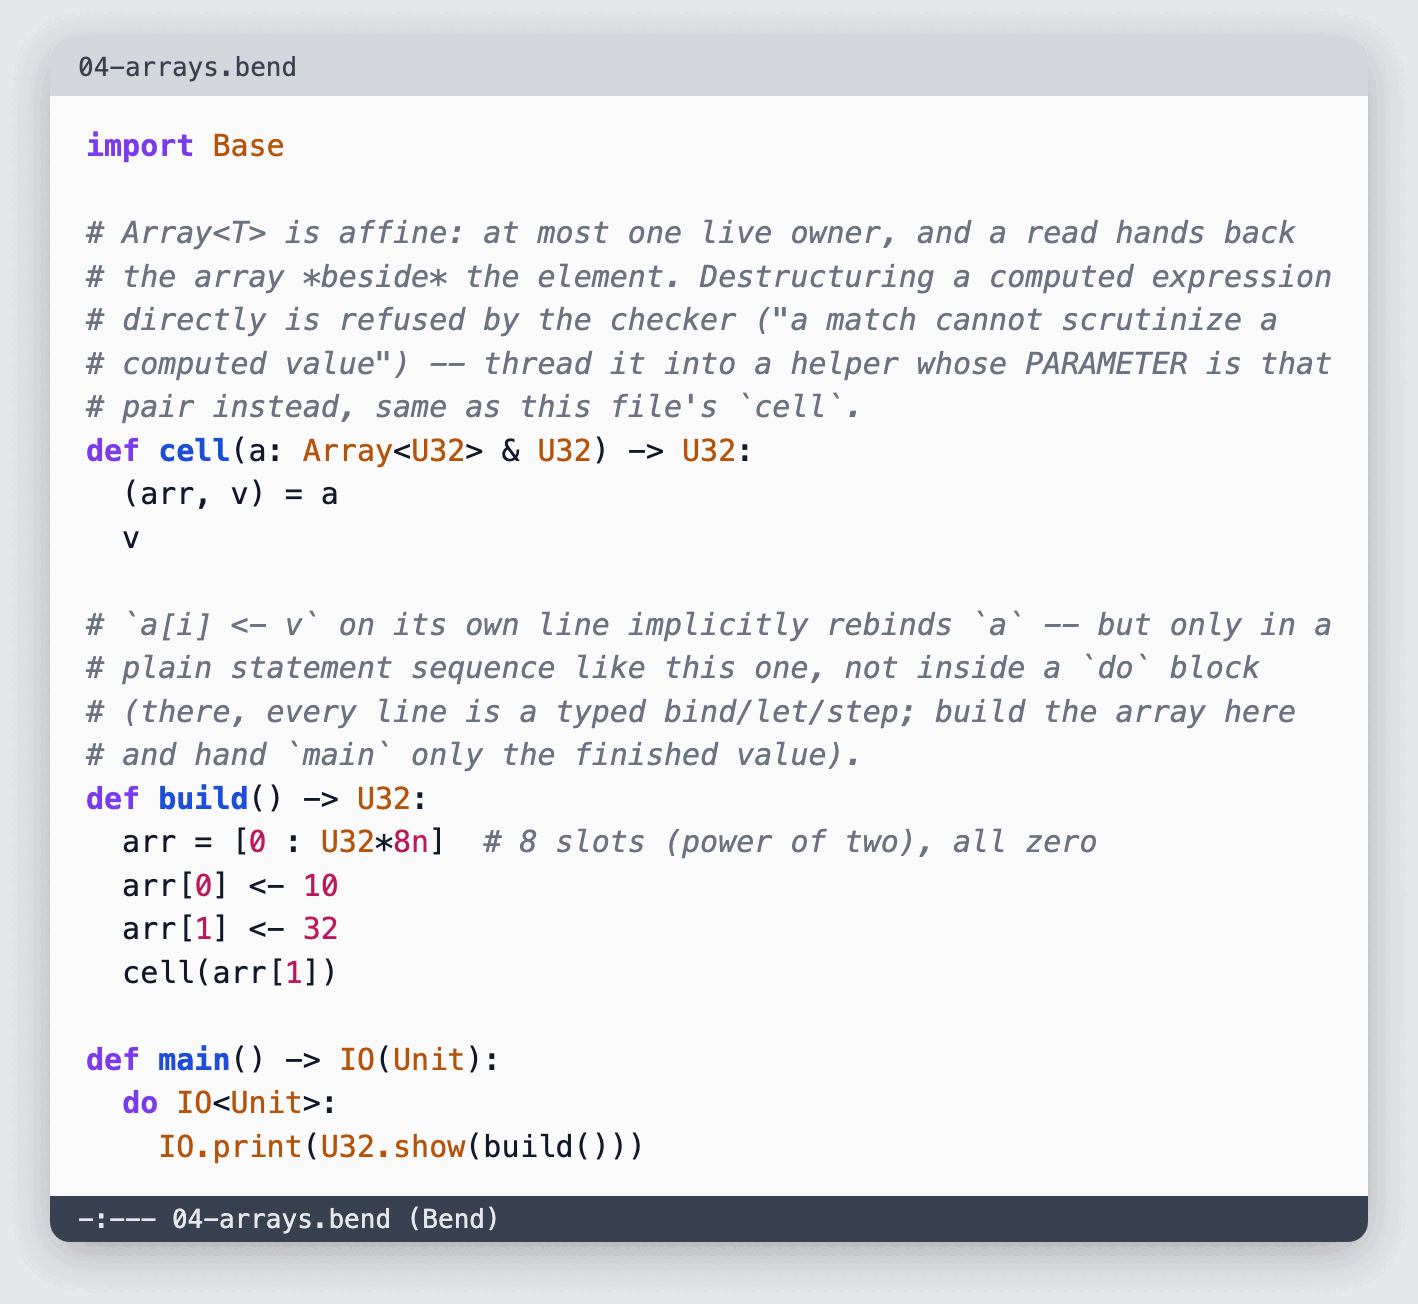 04-arrays.bend
import Base
# Array<T> is affine: at most one live owner, and a read hands back
# the array *beside* the element. Destructuring a computed expression
# directly is refused by the checker ("a match cannot scrutinize a
# computed value") -- thread it into a helper whose PARAMETER is that
# pair instead, same as this file's `cell`.
def cell(a: Array<U32> & U32) -> U32:
  (arr, v) = a
  v
# `a[i] <- v` on its own line implicitly rebinds `a` -- but only in a
# plain statement sequence like this one, not inside a `do` block
# (there, every line is a typed bind/let/step; build the array here
# and hand `main` only the finished value).
def build() -> U32:
  arr = [0 : U32*8n]  # 8 slots (power of two), all zero
  arr[0] <- 10
  arr[1] <- 32
  cell(arr[1])
def main() -> IO(Unit):
  do IO<Unit>:
    IO.print(U32.show(build()))
-:--- 04-arrays.bend (Bend)